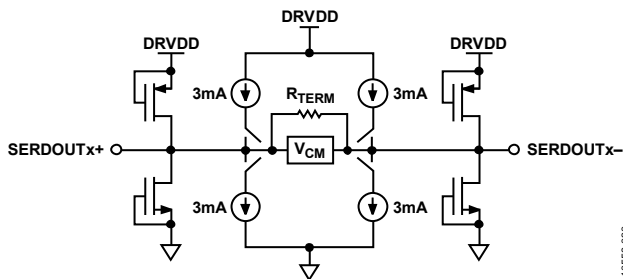 DRVDD
DRVDD
DRVDD
3mA
RTERM
3mA
SERDOUTx+
VCM
SERDOUTx–
3mA
3mA